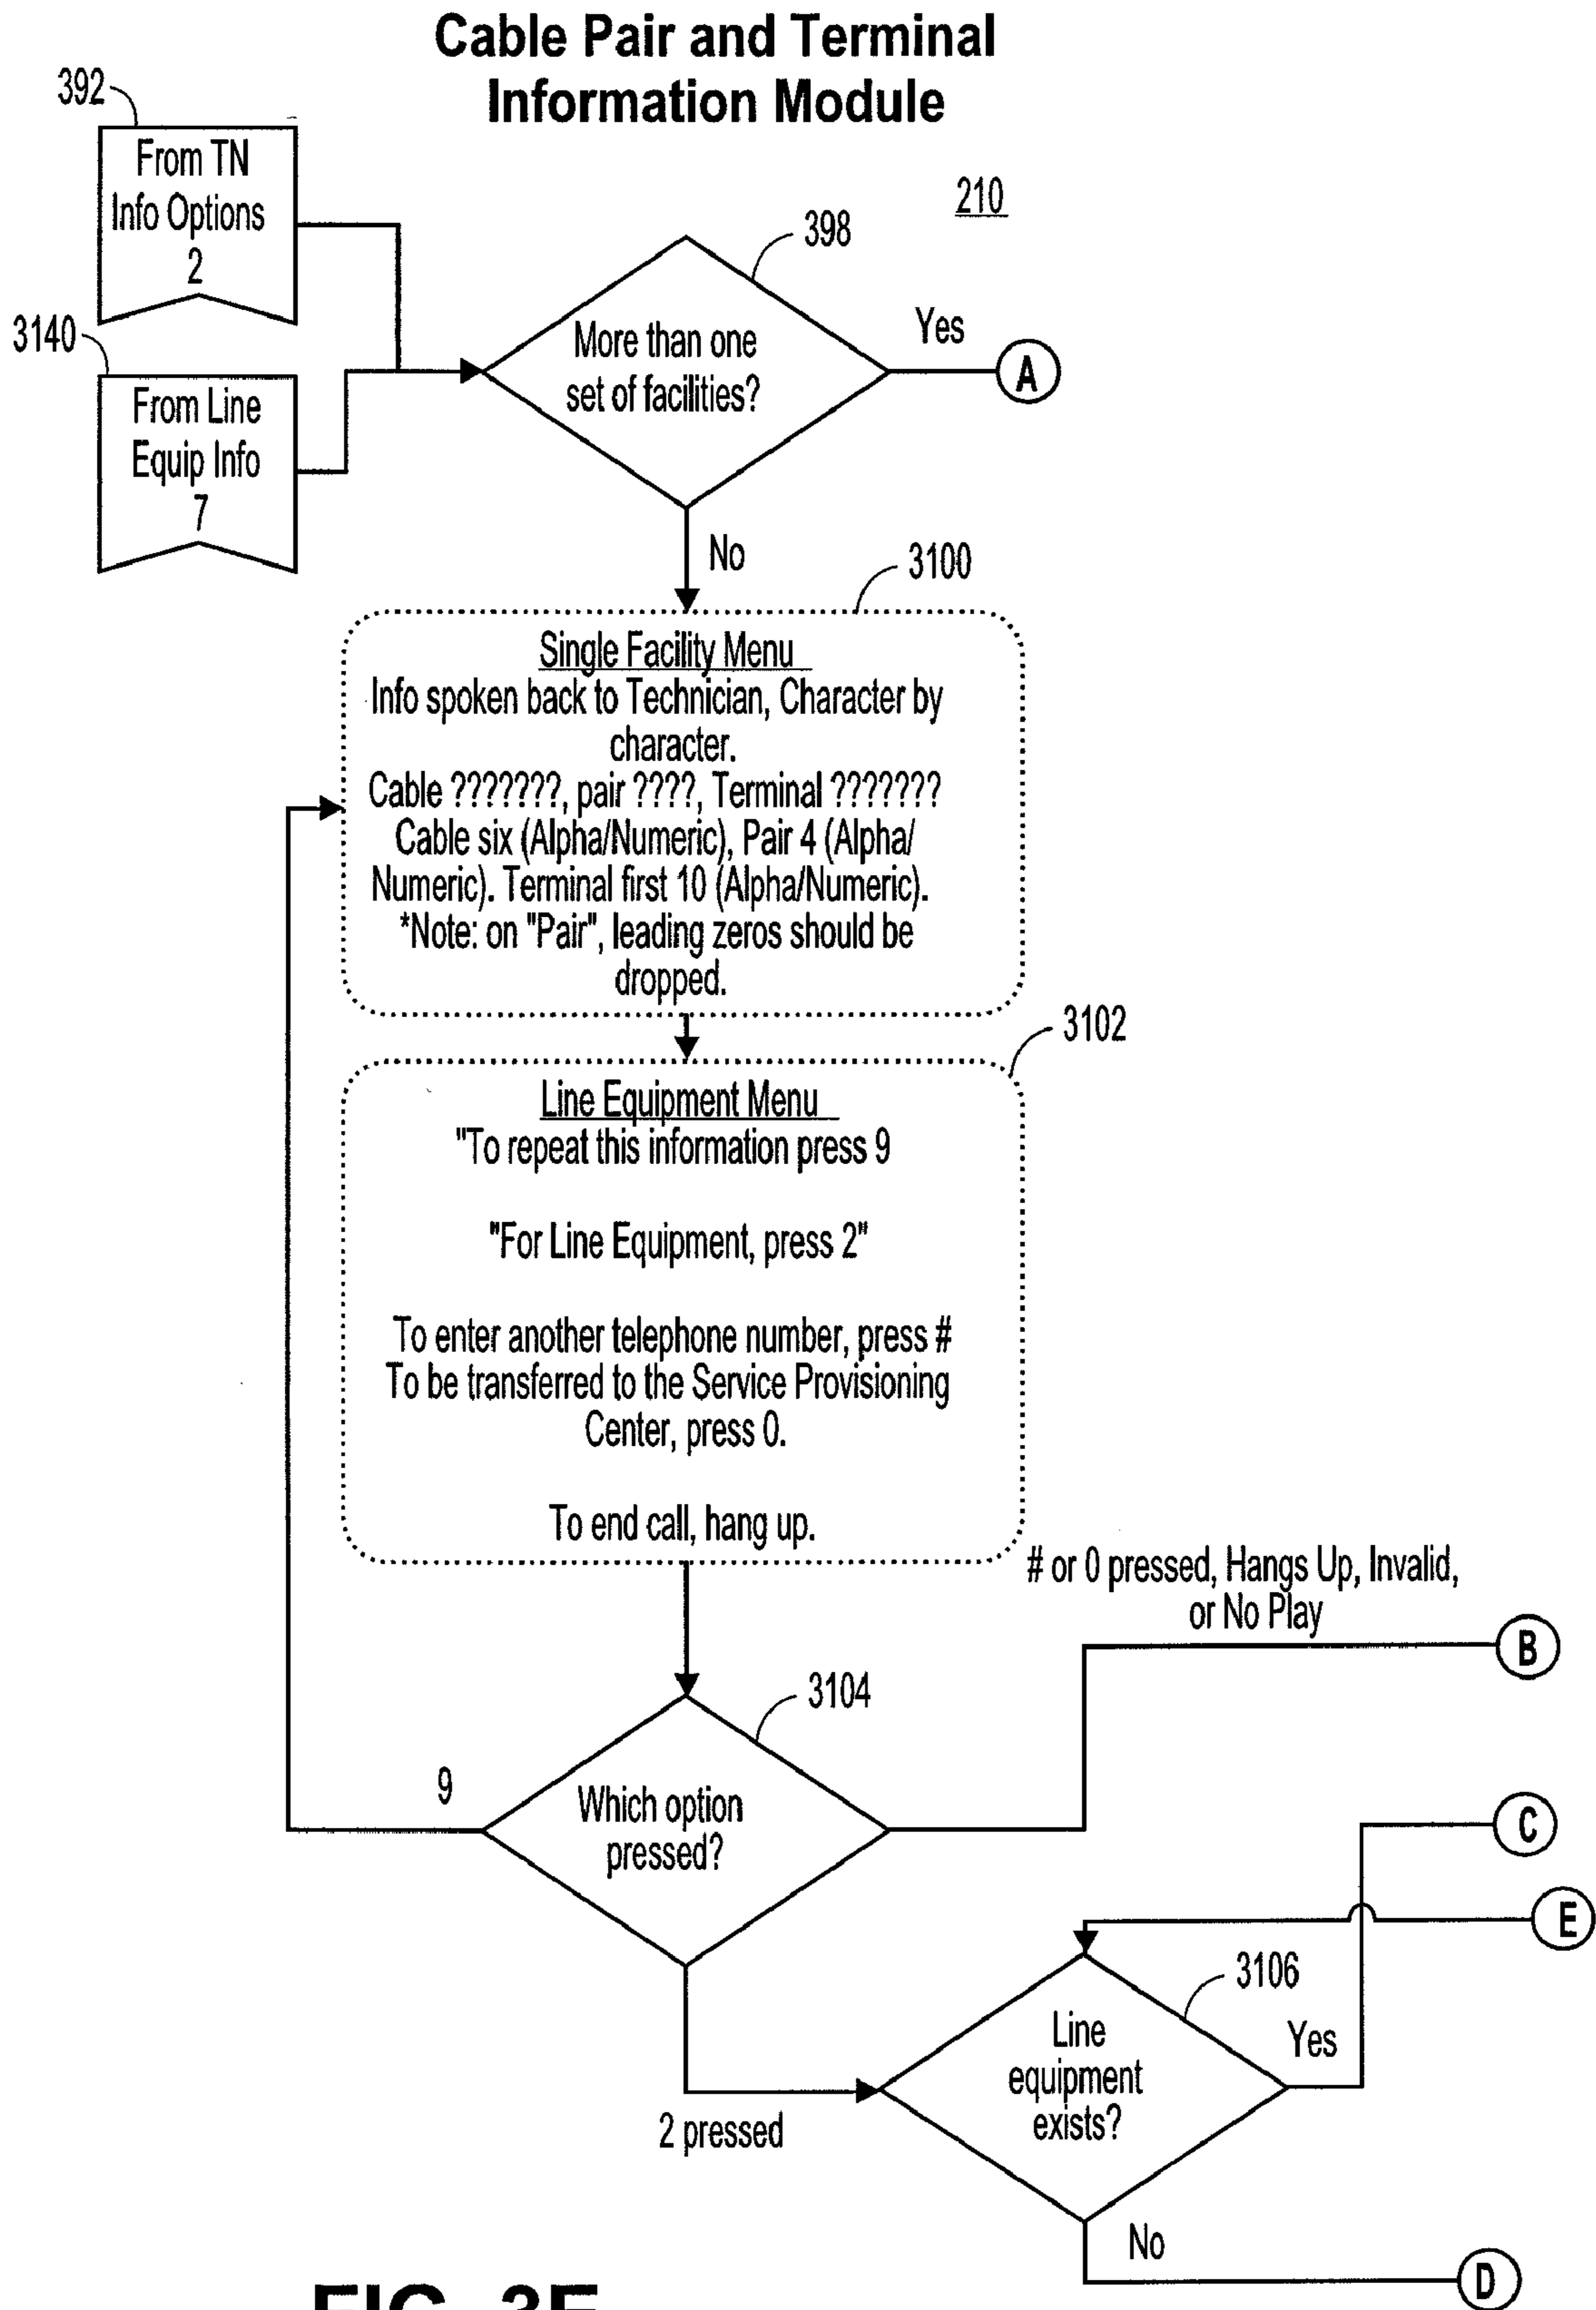 Cable Pair and Terminal
Information Module
392
From TN
Info Options
2
210
398
3140
More than one
set of facilities?
Yes
A
From Line
Equip Info
7
No
3100
Single Facility Menu
Info spoken back to Technician, Character by
character.
Cable ???????, pair ????, Terminal ???????
Cable six (Alpha/Numeric), Pair 4 (Alpha/
Numeric). Terminal first 10 (Alpha/Numeric).
*Note: on "Pair", leading zeros should be
dropped.
3102
Line Equipment Menu
"To repeat this information press 9
"For Line Equipment, press 2"
To enter another telephone number, press #
To be transferred to the Service Provisioning
Center, press 0.
To end call, hang up.
# or 0 pressed, Hangs Up, Invalid,
or No Play
B
3104
9
Which option
pressed?
C
E
3106
Line
equipment
exists?
Yes
2 pressed
No
D